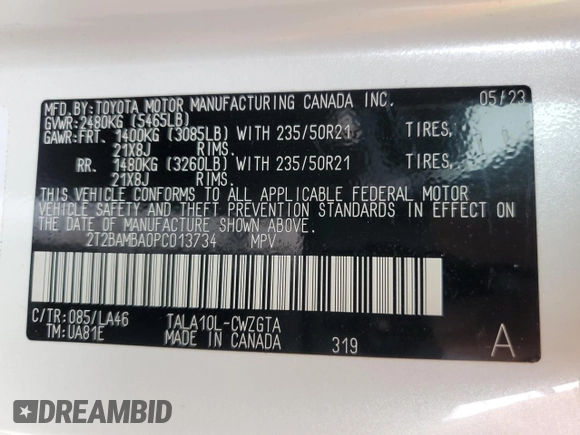 MFD.BY:TOYOTA MOTOR MANUFACTURING CANADA INC. 05/23
GVWR:2480KG (5465LB)
GAWR-FRT. 1400KG (3085LB) WITH 235/50R21 TIRES,
21X8J RIMS.
RR. 1480KG (3260LB) WITH 235/50R21 TIRES,
21X8J RIMS.
THIS VEHICLE CONFORMS TO ALL APPLICABLE FEDERAL MOTOR
VEHICLE SAFETY AND THEFT PREVENTION STANDARDS IN EFFECT ON
THE DATE OF MANUFACTURE SHOWN ABOVE.
2T2BAMBA0PC013734 MPV
C/TR:085/LA46 TALA10L-CWZGTA
TM:UA81E MADE IN CANADA 319 A
DREAMBID